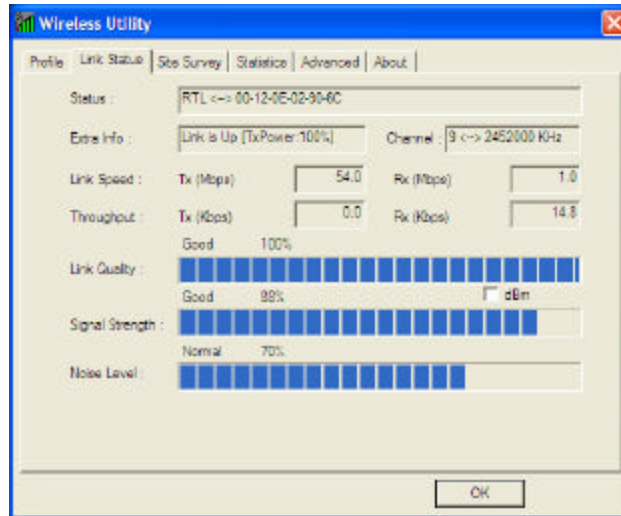 Wireless Utility
Profile Link Status Site Survey Statistics Advanced About
Status : RTL <--> 00-12-0E-02-90-6C
Extra Info : Link is Up [TxPower:100%] Channel : 9 <--> 2452000 KHz
Link Speed : Tx (Mbps) 54.0 Rx (Mbps) 1.0
Throughput : Tx (Kbps) 0.0 Rx (Kbps) 14.8
Good 100%
Link Quality :
Good dBm
Signal Strength :
Normal 70%
Noise Level :
OK